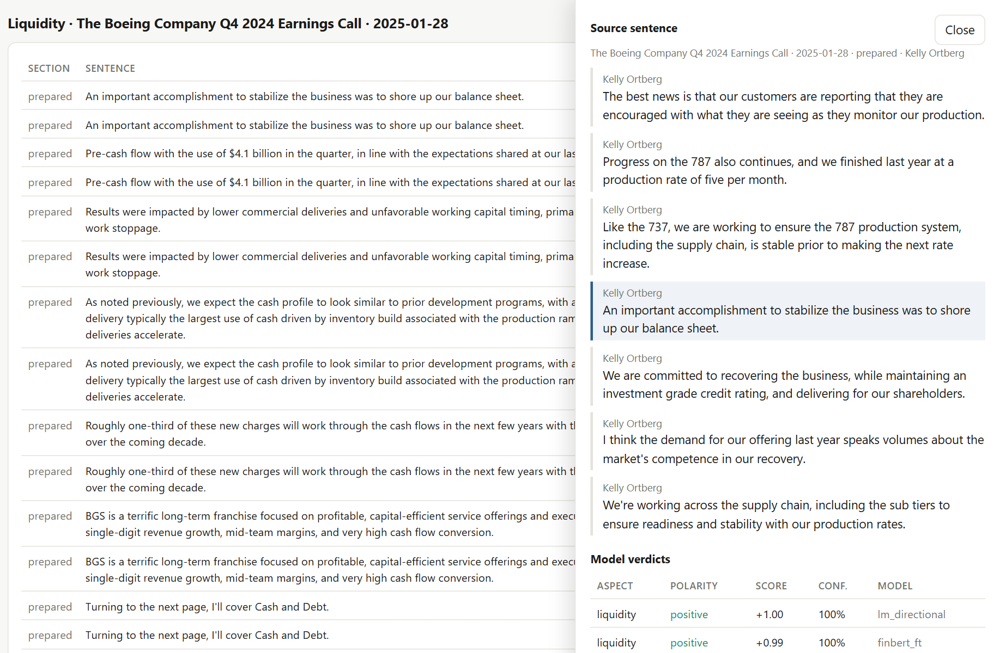 Liquidity · The Boeing Company Q4 2024 Earnings Call · 2025-01-28
SECTION SENTENCE
prepared An important accomplishment to stabilize the business was to shore up our balance sheet.
prepared An important accomplishment to stabilize the business was to shore up our balance sheet.
prepared Pre-cash flow with the use of $4.1 billion in the quarter, in line with the expectations shared at our las
prepared Pre-cash flow with the use of $4.1 billion in the quarter, in line with the expectations shared at our las
prepared Results were impacted by lower commercial deliveries and unfavorable working capital timing, prima
work stoppage.
prepared Results were impacted by lower commercial deliveries and unfavorable working capital timing, prima
work stoppage.
prepared As noted previously, we expect the cash profile to look similar to prior development programs, with a
delivery typically the largest use of cash driven by inventory build associated with the production ram
deliveries accelerate.
prepared As noted previously, we expect the cash profile to look similar to prior development programs, with a
delivery typically the largest use of cash driven by inventory build associated with the production ram
deliveries accelerate.
prepared Roughly one-third of these new charges will work through the cash flows in the next few years with th
over the coming decade.
prepared Roughly one-third of these new charges will work through the cash flows in the next few years with th
over the coming decade.
prepared BGS is a terrific long-term franchise focused on profitable, capital-efficient service offerings and execu
single-digit revenue growth, mid-team margins, and very high cash flow conversion.
prepared BGS is a terrific long-term franchise focused on profitable, capital-efficient service offerings and execu
single-digit revenue growth, mid-team margins, and very high cash flow conversion.
prepared Turning to the next page, I'll cover Cash and Debt.
prepared Turning to the next page, I'll cover Cash and Debt.
Source sentence
Close
The Boeing Company Q4 2024 Earnings Call · 2025-01-28 · prepared · Kelly Ortberg
Kelly Ortberg
The best news is that our customers are reporting that they are
encouraged with what they are seeing as they monitor our production.
Kelly Ortberg
Progress on the 787 also continues, and we finished last year at a
production rate of five per month.
Kelly Ortberg
Like the 737, we are working to ensure the 787 production system,
including the supply chain, is stable prior to making the next rate
increase.
Kelly Ortberg
An important accomplishment to stabilize the business was to shore
up our balance sheet.
Kelly Ortberg
We are committed to recovering the business, while maintaining an
investment grade credit rating, and delivering for our shareholders.
Kelly Ortberg
I think the demand for our offering last year speaks volumes about the
market's competence in our recovery.
Kelly Ortberg
We're working across the supply chain, including the sub tiers to
ensure readiness and stability with our production rates.
Model verdicts
ASPECT POLARITY SCORE CONF. MODEL
liquidity positive +1.00 100% lm_directional
liquidity positive +0.99 100% finbert_ft